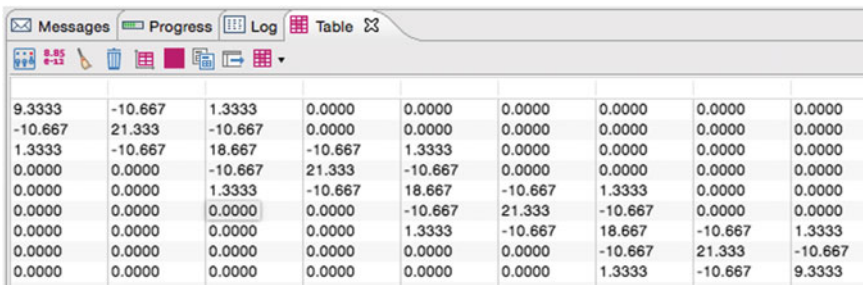 Messages Progress Log Table
8.85
e-12
9.3333 -10.667 1.3333 0.0000 0.0000 0.0000 0.0000 0.0000 0.0000
-10.667 21.333 -10.667 0.0000 0.0000 0.0000 0.0000 0.0000 0.0000
1.3333 -10.667 18.667 -10.667 1.3333 0.0000 0.0000 0.0000 0.0000
0.0000 0.0000 -10.667 21.333 -10.667 0.0000 0.0000 0.0000 0.0000
0.0000 0.0000 1.3333 -10.667 18.667 -10.667 1.3333 0.0000 0.0000
0.0000 0.0000 0.0000 0.0000 -10.667 21.333 -10.667 0.0000 0.0000
0.0000 0.0000 0.0000 0.0000 1.3333 -10.667 18.667 -10.667 1.3333
0.0000 0.0000 0.0000 0.0000 0.0000 0.0000 -10.667 21.333 -10.667
0.0000 0.0000 0.0000 0.0000 0.0000 0.0000 1.3333 -10.667 9.3333